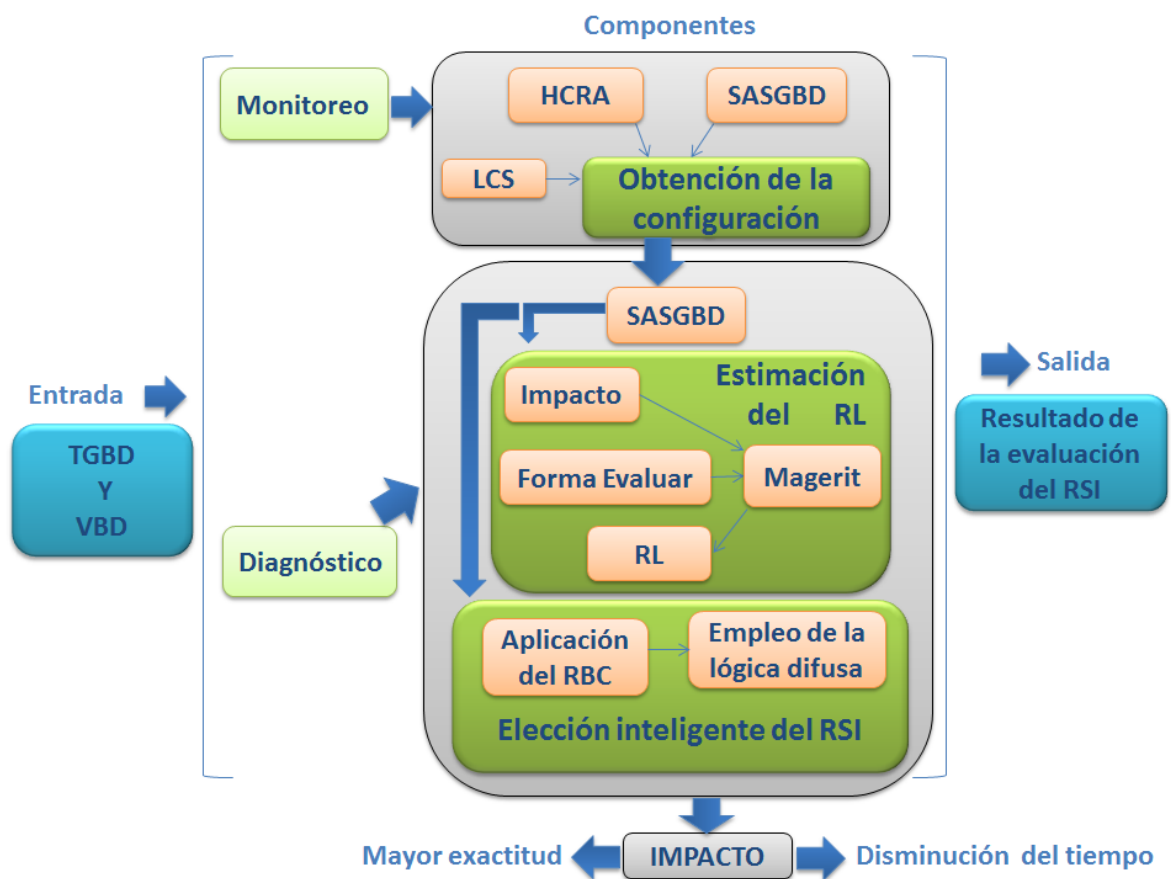 Componentes
Monitoreo
HCRA
SASGBD
LCS
Obtención de la
configuración
SASGBD
Entrada
TGBD
Y
VBD
Diagnóstico
Estimación
del RL
Impacto
Forma Evaluar
Magerit
RL
Aplicación
del RBC
Empleo de la
lógica difusa
Elección inteligente del RSI
Salida
Resultado de
la evaluación
del RSI
Mayor exactitud
IMPACTO
Disminución del tiempo